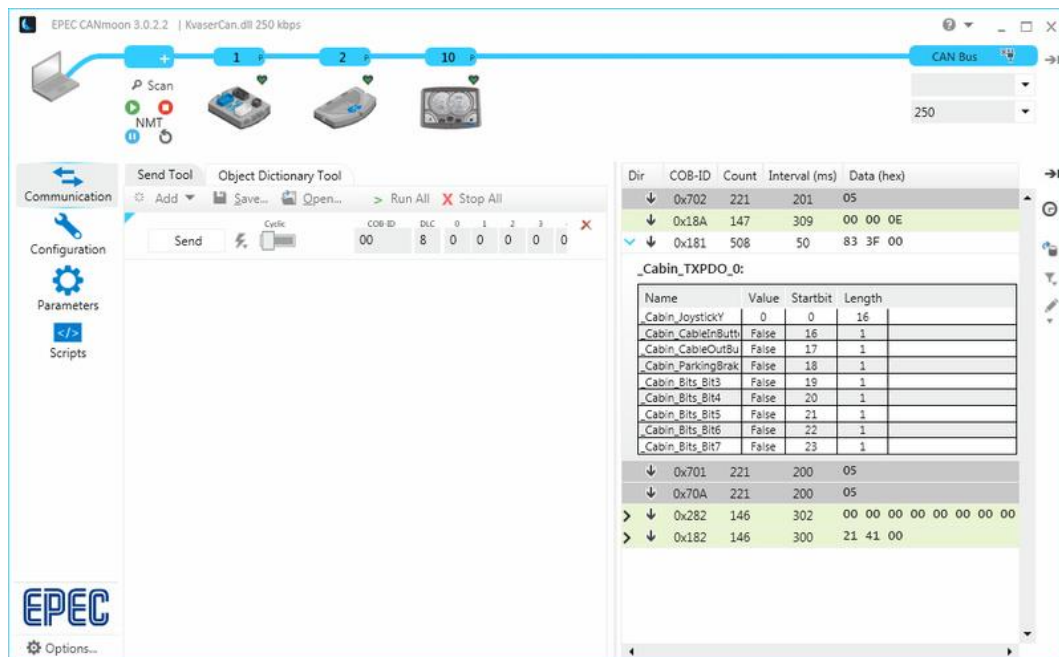 EPEC CANmoon 3.0.2.2 | KvaserCan.dll 250 kbps
+ 1 P 2 P 10 P CAN Bus
Scan
NMT
250
Communication
Configuration
Parameters
Scripts
EPEC
Options...
Send Tool Object Dictionary Tool
Add Save... Open... > Run All X Stop All
Cyclic COB-ID DLC 0 1 2 3
Send 00 8 0 0 0 0 0
Dir COB-ID Count Interval (ms) Data (hex)
0x702 221 201 05
0x18A 147 309 00 00 0E
0x181 508 50 83 3F 00
_Cabin_TXPDO_0:
Name Value Startbit Length
_Cabin_JoystickY 0 0 16
_Cabin_CableInButt False 16 1
_Cabin_CableOutBu False 17 1
_Cabin_ParkingBrak False 18 1
_Cabin_Bits_Bit3 False 19 1
_Cabin_Bits_Bit4 False 20 1
_Cabin_Bits_Bit5 False 21 1
_Cabin_Bits_Bit6 False 22 1
_Cabin_Bits_Bit7 False 23 1
0x701 221 200 05
0x70A 221 200 05
0x282 146 302 00 00 00 00 00 00 00 00
0x182 146 300 21 41 00